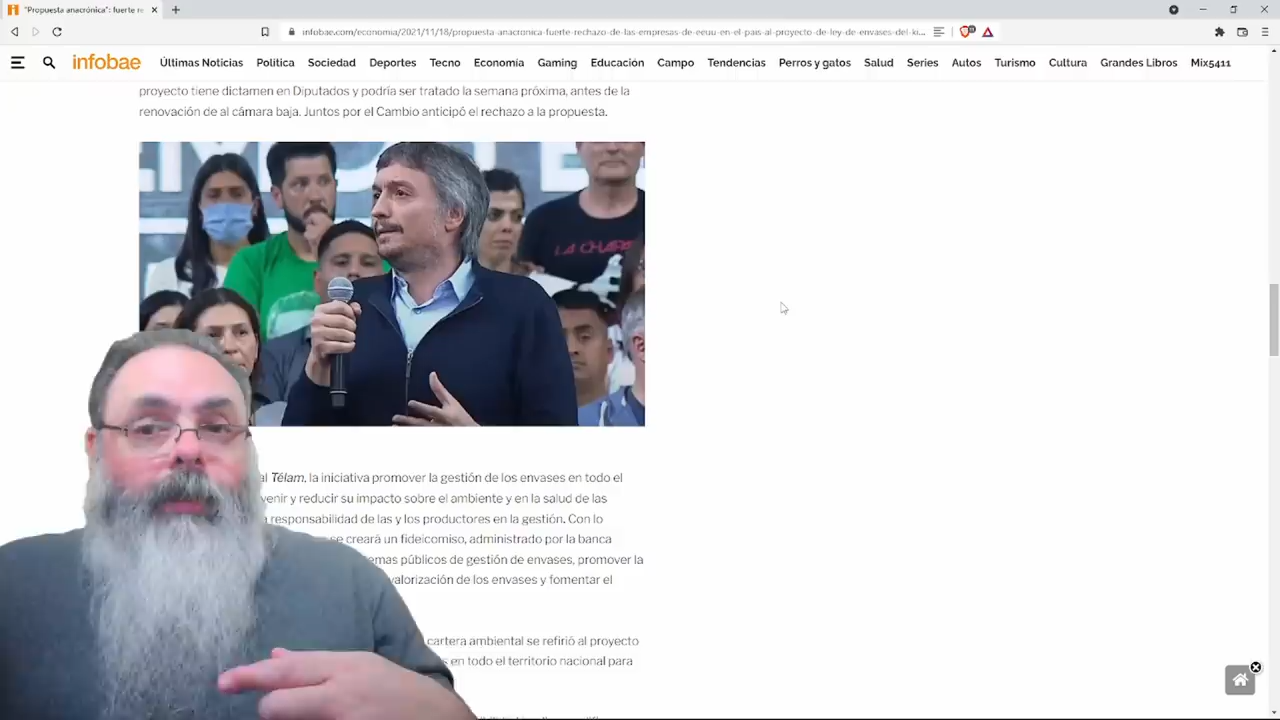 "Propuesta anacrónica": fuerte re
infobae.com/economia/2021/11/18/propuesta-anacronica-fuerte-rechazo-de-las-empresas-de-eeuu-en-el-pais-al-proyecto-de-ley-de-envases-del-ki...
infobae Últimas Noticias Política Sociedad Deportes Tecno Economía Gaming Educación Campo Tendencias Perros y gatos Salud Series Autos Turismo Cultura Grandes Libros Mix5411
proyecto tiene dictamen en Diputados y podría ser tratado la semana próxima, antes de la
renovación de al cámara baja. Juntos por el Cambio anticipó el rechazo a la propuesta.
LA CHARE
al Télam, la iniciativa promover la gestión de los envases en todo el
venir y reducir su impacto sobre el ambiente y en la salud de las
a responsabilidad de las y los productores en la gestión. Con lo
se creará un fideicomiso, administrado por la banca
emas públicos de gestión de envases, promover la
valorización de los envases y fomentar el
cartera ambiental se refirió al proyecto
s en todo el territorio nacional para